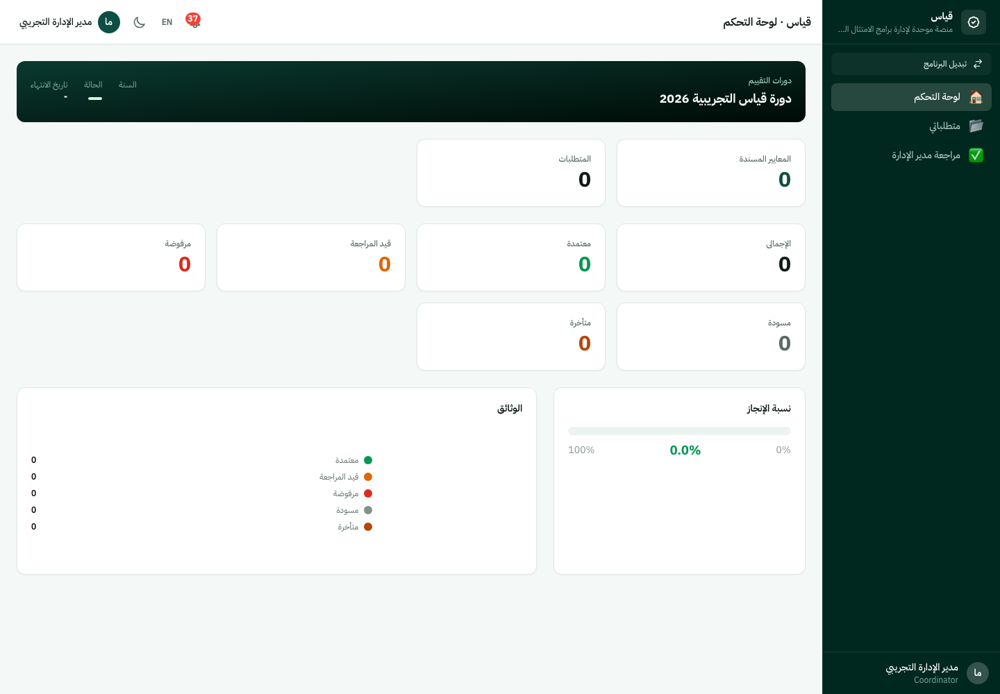 قياس
منصة موحدة لإدارة برامج الامتثال الـ...
تبديل البرنامج
لوحة التحكم
متطلباتي
مراجعة مدير الإدارة
مدير الإدارة التجريبي
Coordinator
ما
قياس · لوحة التحكم
37
EN
ما
مدير الإدارة التجريبي
دورات التقييم
دورة قياس التجريبية 2026
السنة
الحالة
تاريخ الانتهاء
-
المعايير المسندة
0
المتطلبات
0
الإجمالي
0
معتمدة
0
قيد المراجعة
0
مرفوضة
0
مسودة
0
متأخرة
0
نسبة الإنجاز
0%
0.0%
100%
الوثائق
معتمدة 0
قيد المراجعة 0
مرفوضة 0
مسودة 0
متأخرة 0